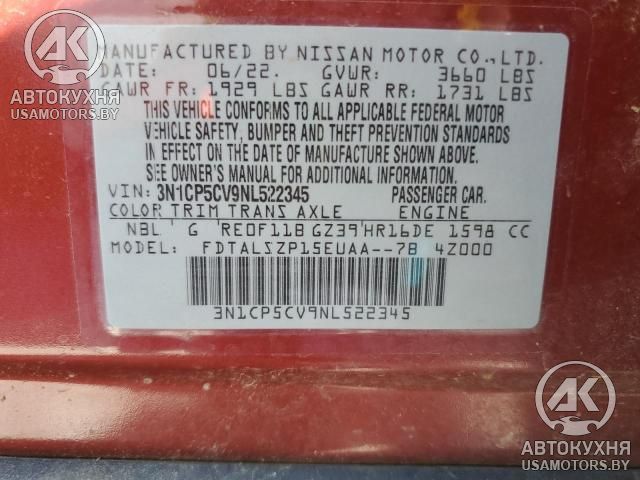 MANUFACTURED BY NISSAN MOTOR CO., LTD.
DATE: 06/22. GVWR: 3660 LBS
GAWR FR: 1929 LBS GAWR RR: 1731 LBS
THIS VEHICLE CONFORMS TO ALL APPLICABLE FEDERAL MOTOR
VEHICLE SAFETY, BUMPER AND THEFT PREVENTION STANDARDS
IN EFFECT ON THE DATE OF MANUFACTURE SHOWN ABOVE.
SEE OWNER'S MANUAL FOR ADDITIONAL INFORMATION.
VIN: 3N1CP5CV9NL522345 PASSENGER CAR.
COLOR TRIM TRANS AXLE ENGINE
NBL G RE0F11B GZ39 HR16DE 1598 CC
MODEL: FDTALSZP15EUAA--7B 4Z000
3N1CP5CV9NL522345
АК
АВТОКУХНЯ
USAMOTORS.BY
АК
АВТОКУХНЯ
USAMOTORS.BY